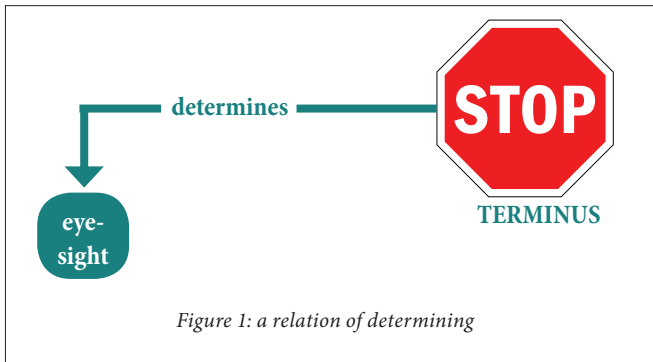 STOP
determines
TERMINUS
eye-
sight
Figure 1: a relation of determining